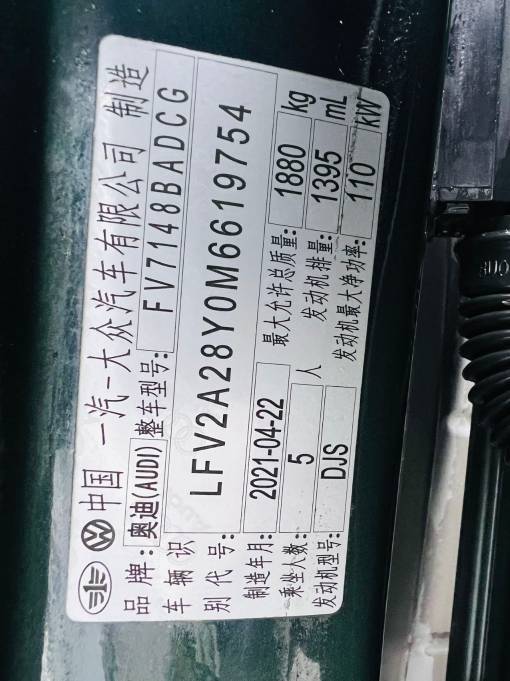 中国 一汽-大众汽车有限公司 制造
品牌: 奥迪(AUDI) 整车型号: FV7148BADCG
车辆识别代号: LFV2A28Y0M6619754
制造年月: 2021-04-22 最大允许总质量: 1880 kg
乘坐人数: 5 人 发动机排量: 1395 mL
发动机型号: DJS 发动机最大净功率: 110 kW